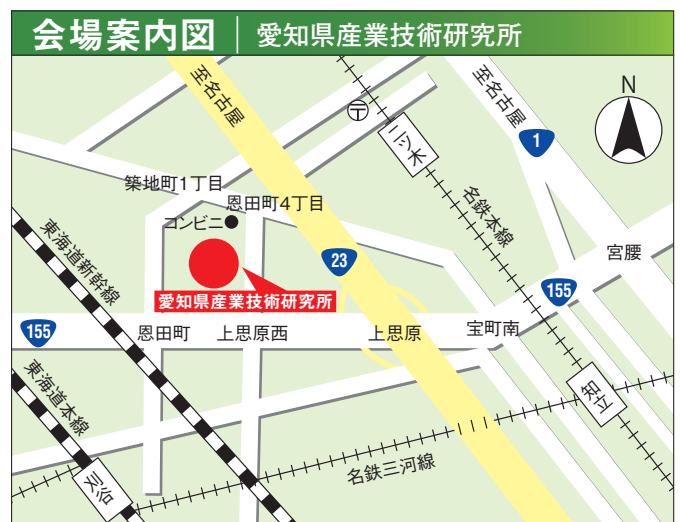 会場案内図 愛知県産業技術研究所
至名古屋
〒
二ツ木
至名古屋
1
N
築地町1丁目
恩田町4丁目
コンビニ
名鉄本線
東海道新幹線
23
宮腰
愛知県産業技術研究所
155
155
恩田町
上思原西
上思原
宝町南
東海道本線
知立
名鉄三河線
刈谷